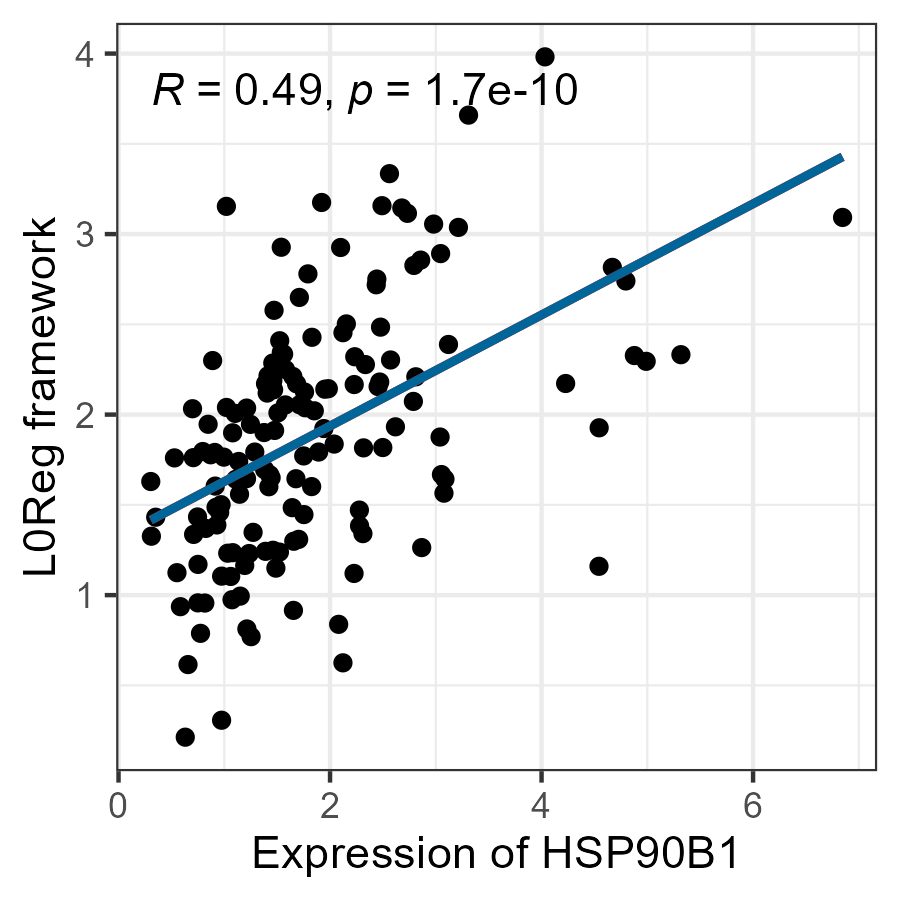 R = 0.49, p = 1.7e-10
4
3
2
1
L0Reg framework
0 2 4 6
Expression of HSP90B1